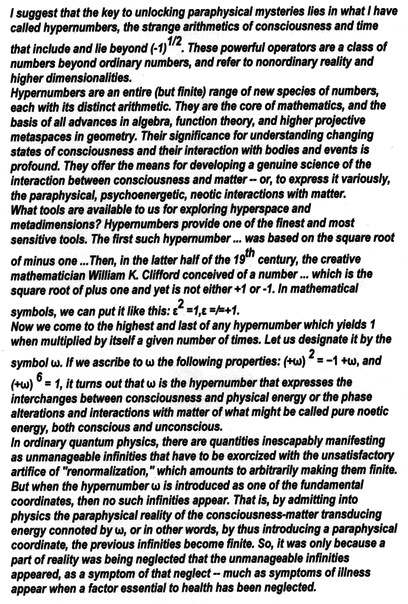 I suggest that the key to unlocking paraphysical mysteries lies in what I have
called hypernumbers, the strange arithmetics of consciousness and time
that include and lie beyond (-1)^1/2. These powerful operators are a class of
numbers beyond ordinary numbers, and refer to nonordinary reality and
higher dimensionalities.
Hypernumbers are an entire (but finite) range of new species of numbers,
each with its distinct arithmetic. They are the core of mathematics, and the
basis of all advances in algebra, function theory, and higher projective
metaspaces in geometry. Their significance for understanding changing
states of consciousness and their interaction with bodies and events is
profound. They offer the means for developing a genuine science of the
interaction between consciousness and matter -- or, to express it variously,
the paraphysical, psychoenergetic, neotic interactions with matter.
What tools are available to us for exploring hyperspace and
metadimensions? Hypernumbers provide one of the finest and most
sensitive tools. The first such hypernumber ... was based on the square root
of minus one ...Then, in the latter half of the 19th century, the creative
mathematician William K. Clifford conceived of a number ... which is the
square root of plus one and yet is not either +1 or -1. In mathematical
symbols, we can put it like this: ε² =1,ε =/=+1.
Now we come to the highest and last of any hypernumber which yields 1
when multiplied by itself a given number of times. Let us designate it by the
symbol ω. If we ascribe to ω the following properties: (+ω) ² = −1 +ω, and
(+ω) ⁶ = 1, it turns out that ω is the hypernumber that expresses the
interchanges between consciousness and physical energy or the phase
alterations and interactions with matter of what might be called pure noetic
energy, both conscious and unconscious.
In ordinary quantum physics, there are quantities inescapably manifesting
as unmanageable infinities that have to be exorcized with the unsatisfactory
artifice of "renormalization," which amounts to arbitrarily making them finite.
But when the hypernumber ω is introduced as one of the fundamental
coordinates, then no such infinities appear. That is, by admitting into
physics the paraphysical reality of the consciousness-matter transducing
energy connoted by ω, or in other words, by thus introducing a paraphysical
coordinate, the previous infinities become finite. So, it was only because a
part of reality was being neglected that the unmanageable infinities
appeared, as a symptom of that neglect -- much as symptoms of illness
appear when a factor essential to health has been neglected.